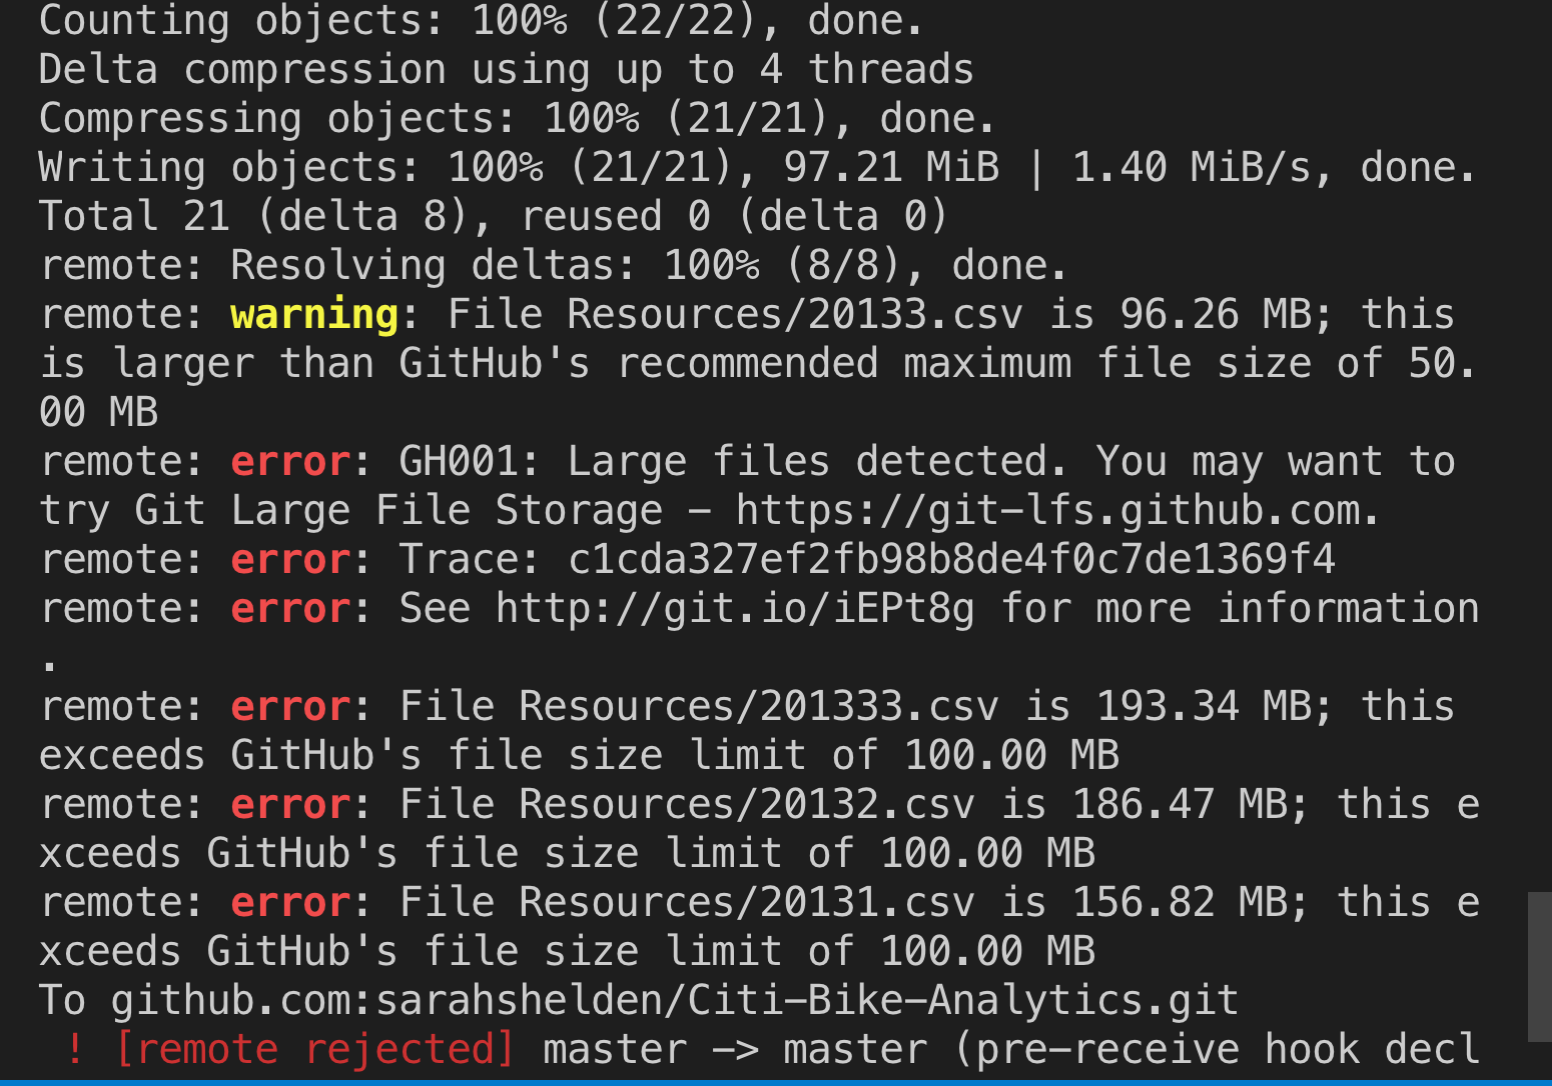 Counting objects: 100% (22/22), done.
Delta compression using up to 4 threads
Compressing objects: 100% (21/21), done.
Writing objects: 100% (21/21), 97.21 MiB | 1.40 MiB/s, done.
Total 21 (delta 8), reused 0 (delta 0)
remote: Resolving deltas: 100% (8/8), done.
remote: warning: File Resources/20133.csv is 96.26 MB; this
is larger than GitHub's recommended maximum file size of 50.
00 MB
remote: error: GH001: Large files detected. You may want to
try Git Large File Storage – https://git–lfs.github.com.
remote: error: Trace: c1cda327ef2fb98b8de4f0c7de1369f4
remote: error: See http://git.io/iEPt8g for more information
.
remote: error: File Resources/201333.csv is 193.34 MB; this
exceeds GitHub's file size limit of 100.00 MB
remote: error: File Resources/20132.csv is 186.47 MB; this e
xceeds GitHub's file size limit of 100.00 MB
remote: error: File Resources/20131.csv is 156.82 MB; this e
xceeds GitHub's file size limit of 100.00 MB
To github.com:sarahshelden/Citi–Bike–Analytics.git
! [remote rejected] master –> master (pre–receive hook decl